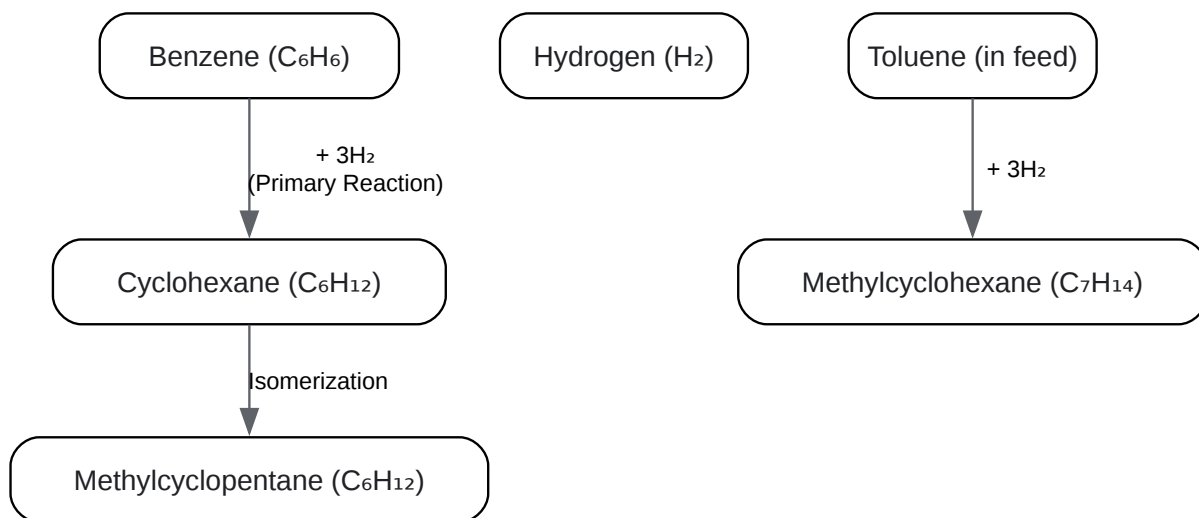 Benzene (C₆H₆)
Hydrogen (H₂)
Toluene (in feed)
+ 3H₂
(Primary Reaction)
+ 3H₂
Cyclohexane (C₆H₁₂)
Methylcyclohexane (C₇H₁₄)
Isomerization
Methylcyclopentane (C₆H₁₂)